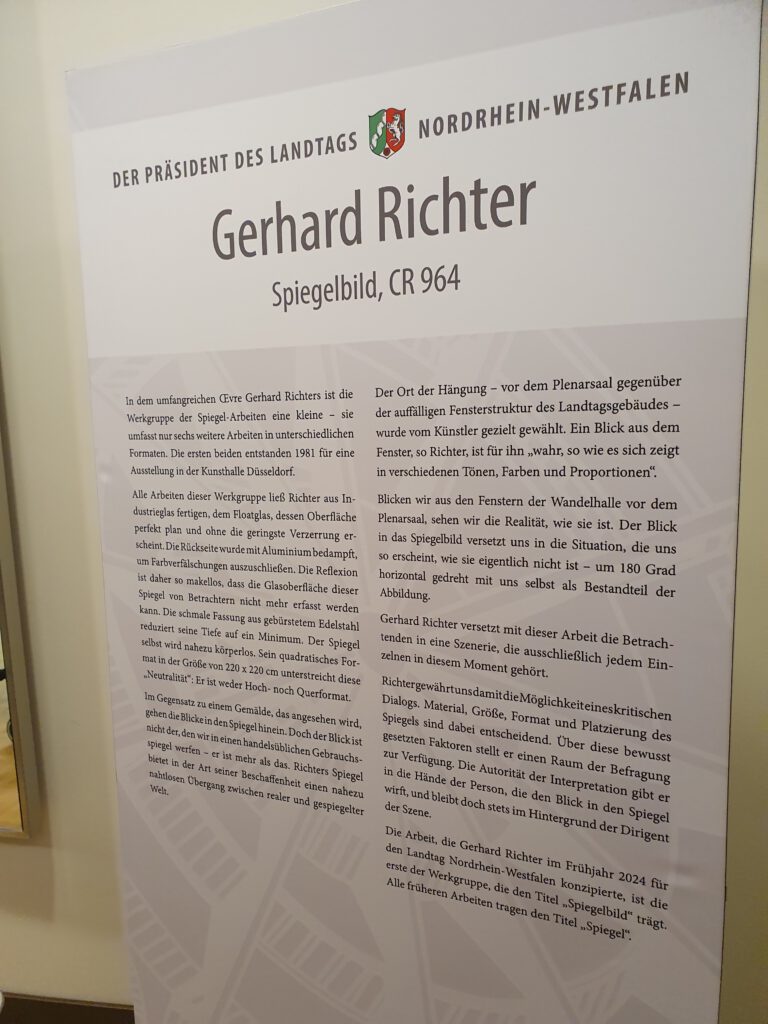 DER PRÄSIDENT DES LANDTAGS NORDRHEIN-WESTFALEN
Gerhard Richter
Spiegelbild, CR 964
In dem umfangreichen Œvre Gerhard Richters ist die
Werkgruppe der Spiegel-Arbeiten eine kleine – sie
umfasst nur sechs weitere Arbeiten in unterschiedlichen
Formaten. Die ersten beiden entstanden 1981 für eine
Ausstellung in der Kunsthalle Düsseldorf.
Alle Arbeiten dieser Werkgruppe ließ Richter aus In-
dustrieglas fertigen, dem Floatglas, dessen Oberfläche
perfekt plan und ohne die geringste Verzerrung er-
scheint. Die Rückseite wurde mit Aluminium bedampft,
um Farbverfälschungen auszuschließen. Die Reflexion
ist daher so makellos, dass die Glasoberfläche dieser
Spiegel von Betrachtern nicht mehr erfasst werden
kann. Die schmale Fassung aus gebürstetem Edelstahl
reduziert seine Tiefe auf ein Minimum. Der Spiegel
selbst wird nahezu körperlos. Sein quadratisches For-
mat in der Größe von 220 x 220 cm unterstreicht diese
„Neutralität“: Er ist weder Hoch- noch Querformat.
Im Gegensatz zu einem Gemälde, das angesehen wird,
gehen die Blicke in den Spiegel hinein. Doch der Blick ist
nicht der, den wir in einen handelsüblichen Gebrauchs-
spiegel werfen – er ist mehr als das. Richters Spiegel
bietet in der Art seiner Beschaffenheit einen nahezu
nahtlosen Übergang zwischen realer und gespiegelter
Welt.
Der Ort der Hängung – vor dem Plenarsaal gegenüber
der auffälligen Fensterstruktur des Landtagsgebäudes –
wurde vom Künstler gezielt gewählt. Ein Blick aus dem
Fenster, so Richter, ist für ihn „wahr, so wie es sich zeigt
in verschiedenen Tönen, Farben und Proportionen“.
Blicken wir aus den Fenstern der Wandelhalle vor dem
Plenarsaal, sehen wir die Realität, wie sie ist. Der Blick
in das Spiegelbild versetzt uns in die Situation, die uns
so erscheint, wie sie eigentlich nicht ist – um 180 Grad
horizontal gedreht mit uns selbst als Bestandteil der
Abbildung.
Gerhard Richter versetzt mit dieser Arbeit die Betrach-
tenden in eine Szenerie, die ausschließlich jedem Ein-
zelnen in diesem Moment gehört.
Richter gewährt uns damit die Möglichkeit eines kritischen
Dialogs. Material, Größe, Format und Platzierung des
Spiegels sind dabei entscheidend. Über diese bewusst
gesetzten Faktoren stellt er einen Raum der Befragung
zur Verfügung. Die Autorität der Interpretation gibt er
in die Hände der Person, die den Blick in den Spiegel
wirft, und bleibt doch stets im Hintergrund der Dirigent
der Szene.
Die Arbeit, die Gerhard Richter im Frühjahr 2024 für
den Landtag Nordrhein-Westfalen konzipierte, ist die
erste der Werkgruppe, die den Titel „Spiegelbild“ trägt.
Alle früheren Arbeiten tragen den Titel „Spiegel“.